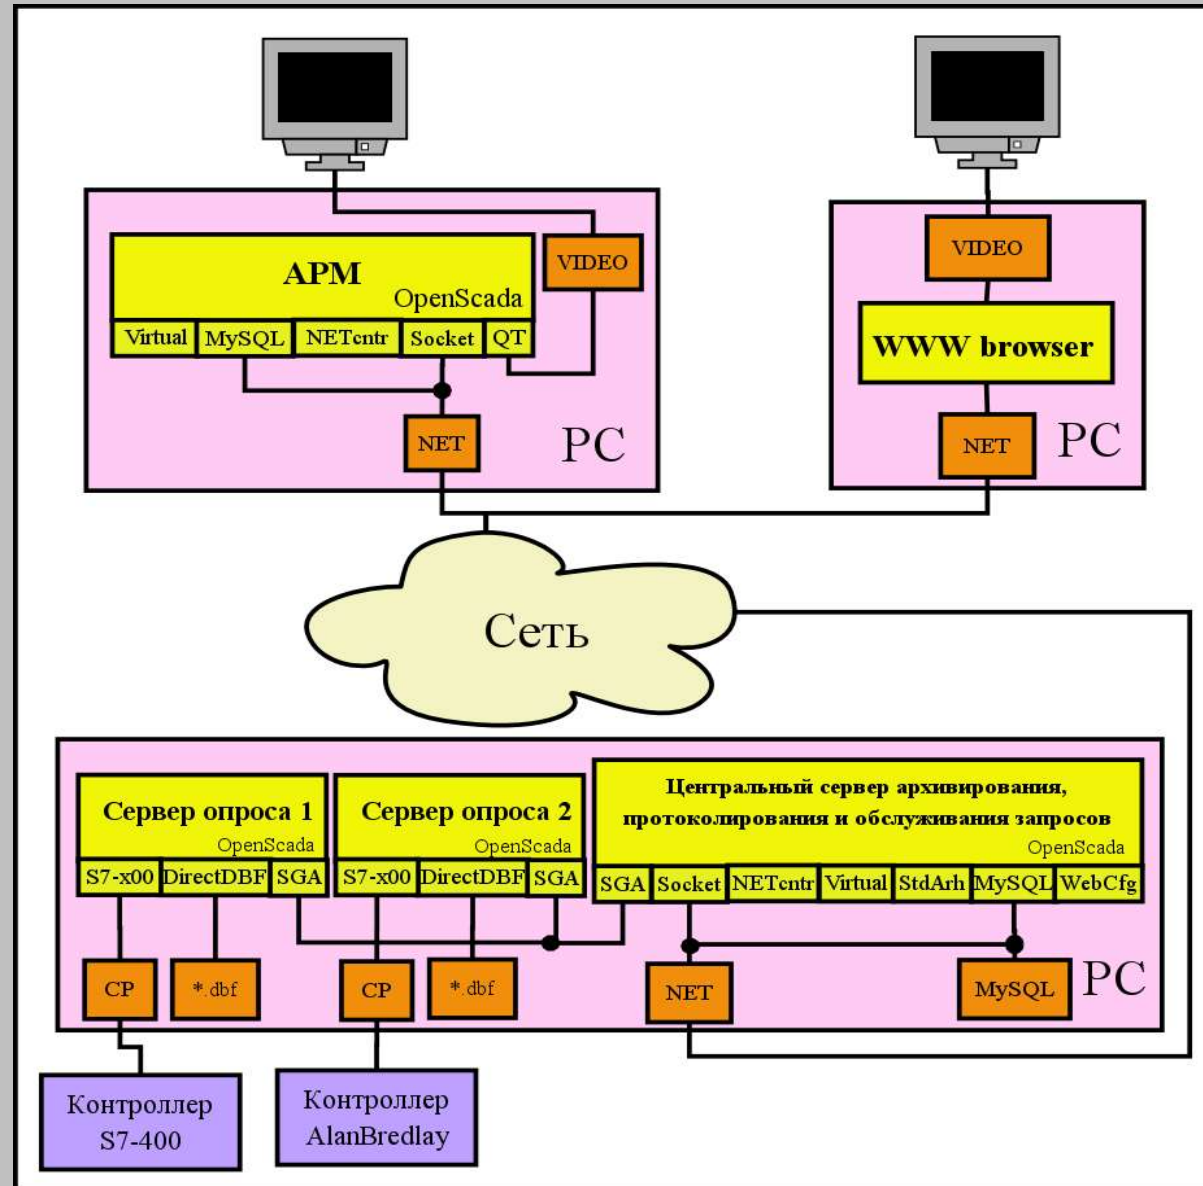 АРМ
OpenScada
VIDEO
Virtual MySQL NETcntr Socket QT
NET
PC
VIDEO
WWW browser
NET
PC
Сеть
Сервер опроса 1
OpenScada
S7-x00 DirectDBF SGA
Сервер опроса 2
OpenScada
S7-x00 DirectDBF SGA
Центральный сервер архивирования,
протоколирования и обслуживания запросов
OpenScada
SGA Socket NETcntr Virtual StdArh MySQL WebCfg
CP
*.dbf
CP
*.dbf
NET
MySQL
PC
Контроллер
S7-400
Контроллер
AlanBredlay